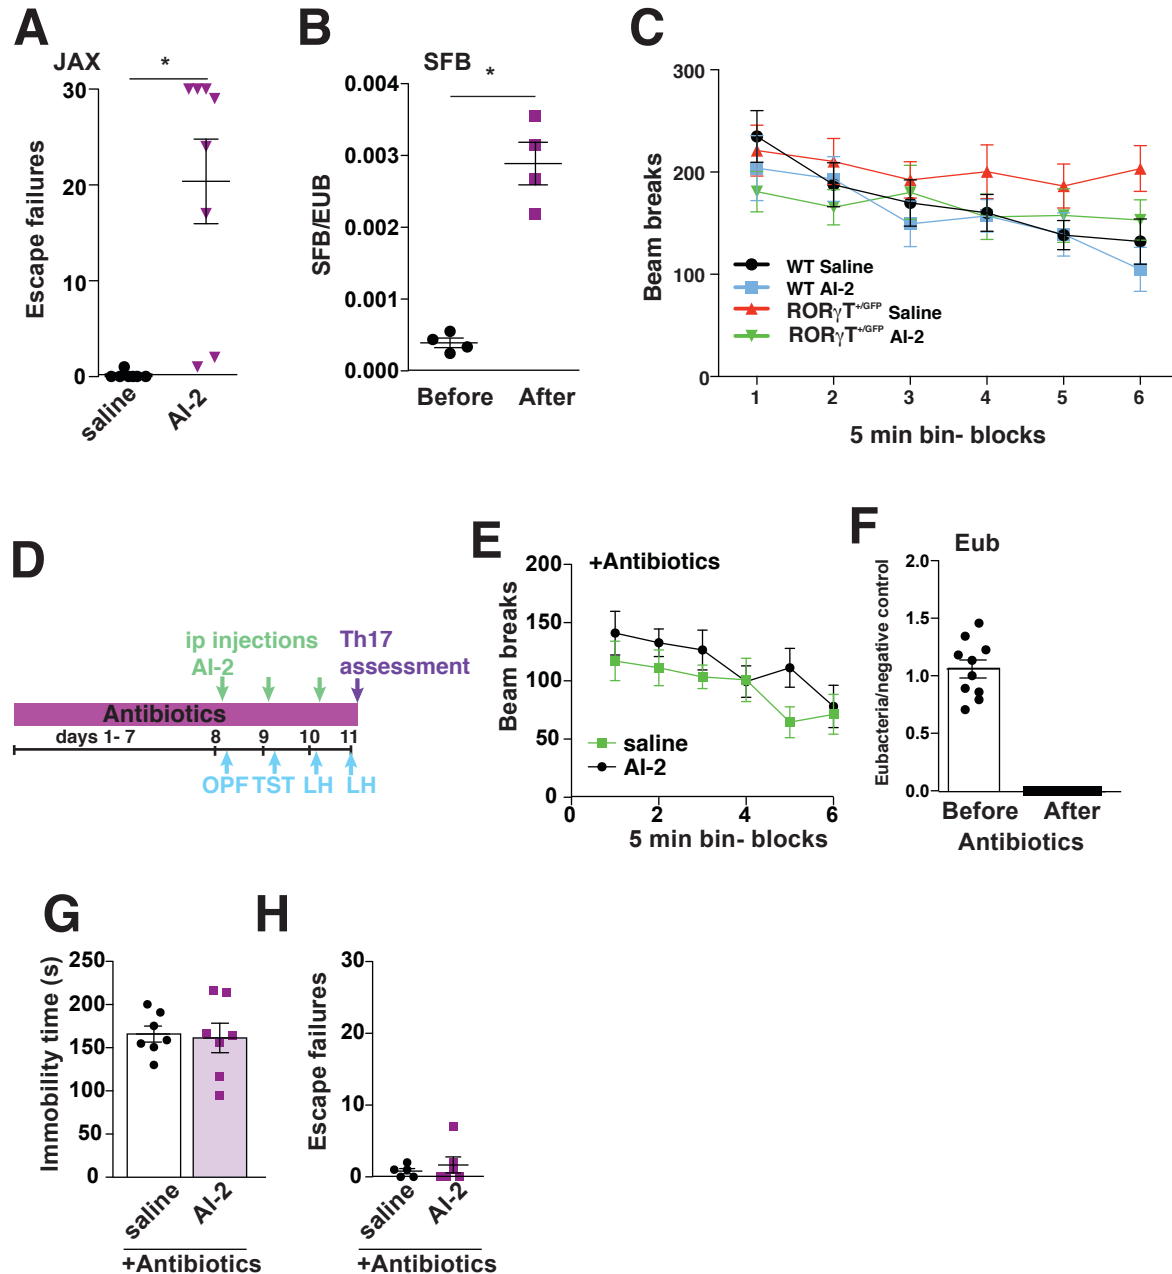 A
JAX
*
30
20
10
0
Escape failures
saline
AI-2
B
SFB
*
0.004
0.003
0.002
0.001
0.000
SFB/EUB
Before
After
C
300
200
100
0
Beam breaks
WT Saline
WT AI-2
RORγT+/GFP Saline
RORγT+/GFP AI-2
1 2 3 4 5 6
5 min bin- blocks
D
ip injections
AI-2
Th17
assessment
Antibiotics
days 1- 7
8 9 10 11
OPF TST LH LH
E
+Antibiotics
200
150
100
50
0
Beam breaks
saline
AI-2
0 2 4 6
5 min bin- blocks
F
Eub
2.0
1.5
1.0
0.5
0.0
Eubacteria/negative control
Before After
Antibiotics
G
250
200
150
100
50
0
Immobility time (s)
saline
AI-2
+Antibiotics
H
30
20
10
0
Escape failures
saline
AI-2
+Antibiotics